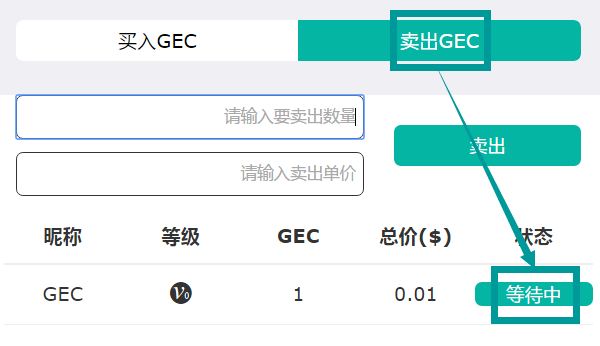 买入GEC 卖出GEC
请输入要卖出数量
卖出
请输入卖出单价
昵称 等级 GEC 总价($) 状态
GEC V0 1 0.01 等待中